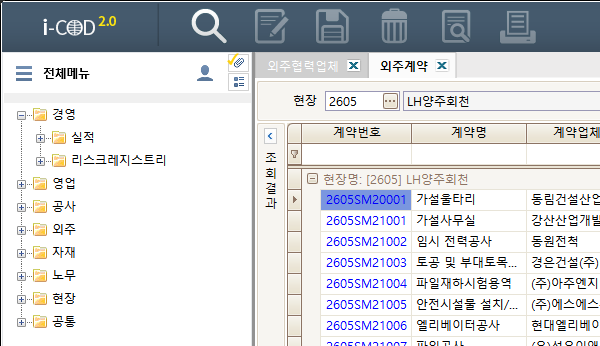 i-COD 2.0
전체메뉴
경영
실적
리스크레지스트리
영업
공사
외주
자재
노무
현장
공통
외주협력업체
외주계약
현장 2605 LH양주회천
조회결과
계약번호 계약명 계약업체
현장명: [2605] LH양주회천
2605SM20001 가설울타리 동림건설산업
2605SM21001 가설사무실 강산산업개발
2605SM21002 임시 전력공사 동원전척
2605SM21003 토공 및 부대토목... 경은건설(주)
2605SM21004 파일재하시험용역 (주)아주엔지
2605SM21005 안전시설물 설치/... (주)에스에스
2605SM21006 엘리베이터공사 현대엘리베이
2605SM21007 파일공사